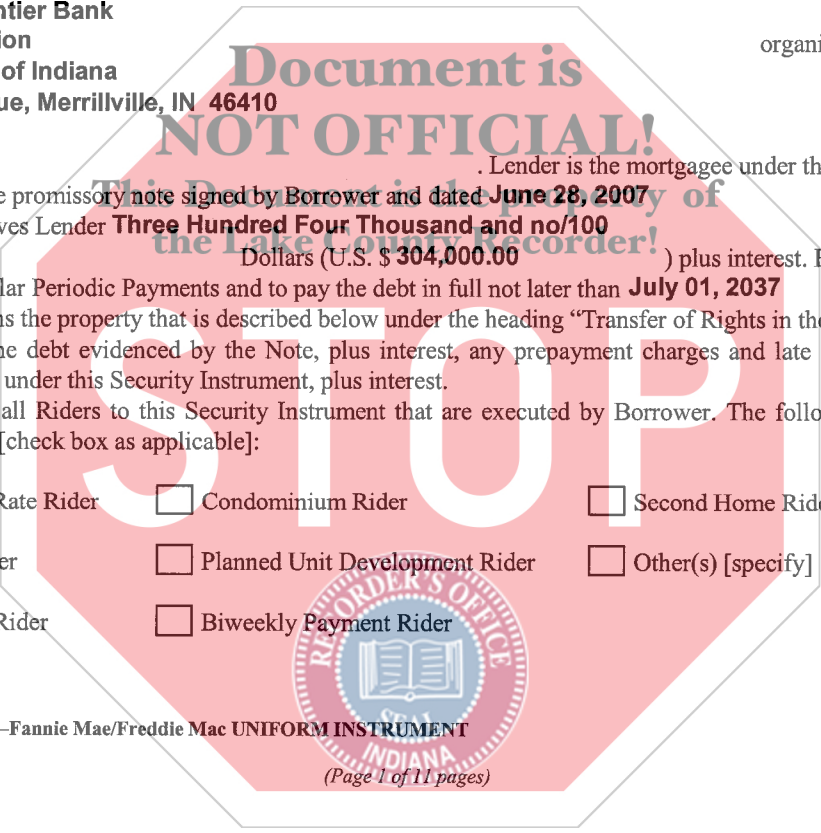 ntier Bank
ion
organi
of Indiana
ue, Merrillville, IN 46410
Document is
NOT OFFICIAL!
. Lender is the mortgagee under th
This Document is the property of
e promissory note signed by Borrower and dated June 28, 2007
ves Lender Three Hundred Four Thousand and no/100
the Lake County Recorder!
Dollars (U.S. $ 304,000.00 ) plus interest. B
lar Periodic Payments and to pay the debt in full not later than July 01, 2037
ns the property that is described below under the heading “Transfer of Rights in the
ne debt evidenced by the Note, plus interest, any prepayment charges and late
under this Security Instrument, plus interest.
all Riders to this Security Instrument that are executed by Borrower. The follo
[check box as applicable]:
STOP
Rate Rider Condominium Rider Second Home Ride
er Planned Unit Development Rider Other(s) [specify]
Rider Biweekly Payment Rider
RECORDER'S OFFICE
SEAL
INDIANA
–Fannie Mae/Freddie Mac UNIFORM INSTRUMENT
(Page 1 of 11 pages)